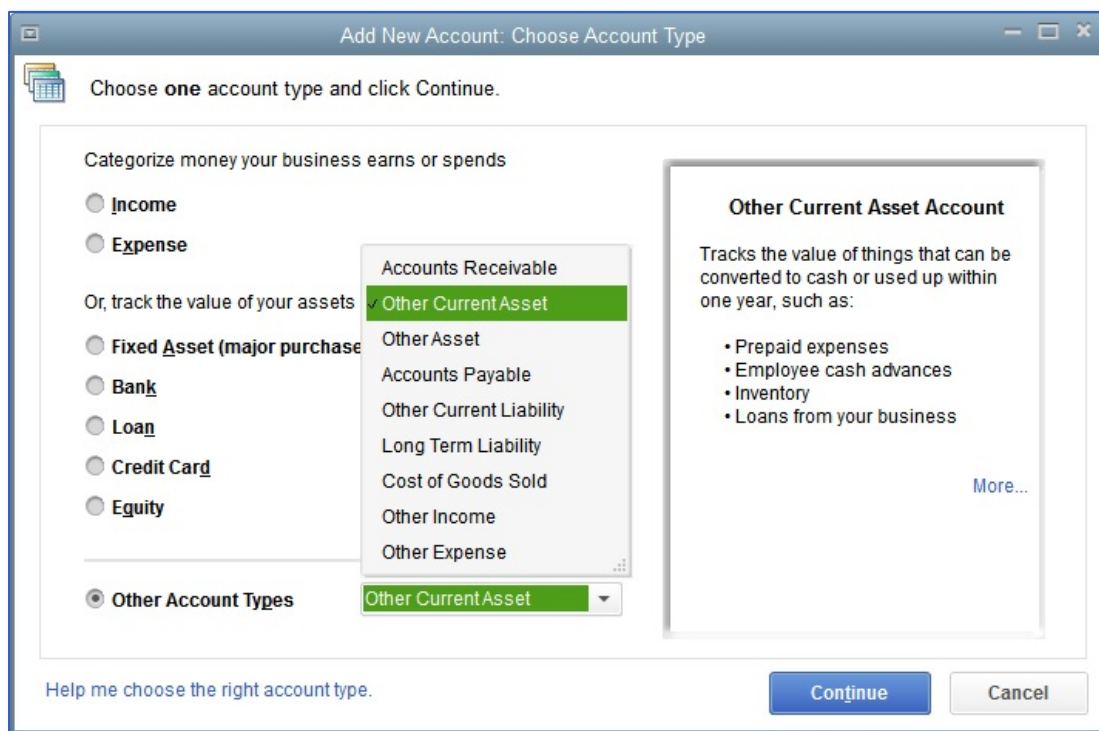 Add New Account: Choose Account Type
Choose one account type and click Continue.
Categorize money your business earns or spends
Income
Expense
Or, track the value of your assets
Fixed Asset (major purchase
Bank
Loan
Credit Card
Equity
Accounts Receivable
✓ Other Current Asset
Other Asset
Accounts Payable
Other Current Liability
Long Term Liability
Cost of Goods Sold
Other Income
Other Expense
Other Account Types
Other Current Asset
Other Current Asset Account
Tracks the value of things that can be
converted to cash or used up within
one year, such as:
• Prepaid expenses
• Employee cash advances
• Inventory
• Loans from your business
More...
Help me choose the right account type.
Continue
Cancel